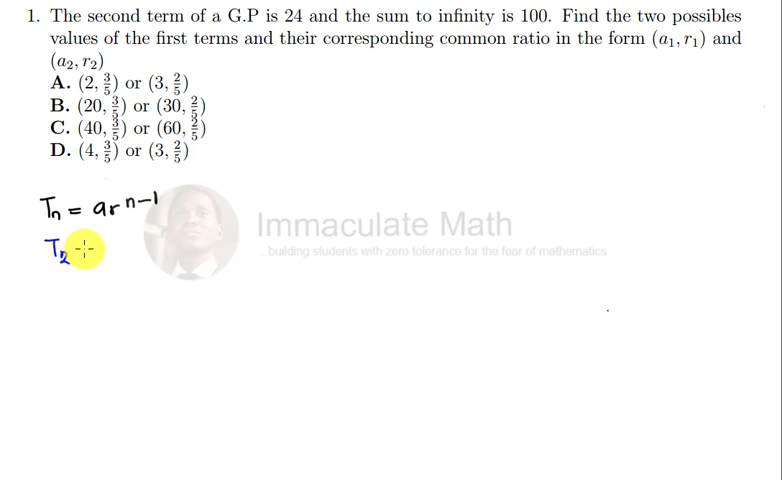 1. The second term of a G.P is 24 and the sum to infinity is 100. Find the two possibles
values of the first terms and their corresponding common ratio in the form (a₁, r₁) and
(a₂, r₂)
A. (2, 3/5) or (3, 2/5)
B. (20, 3/5) or (30, 2/5)
C. (40, 3/5) or (60, 2/5)
D. (4, 3/5) or (3, 2/5)
Tₙ = arⁿ⁻¹
T₂
Immaculate Math
...building students with zero tolerance for the fear of mathematics